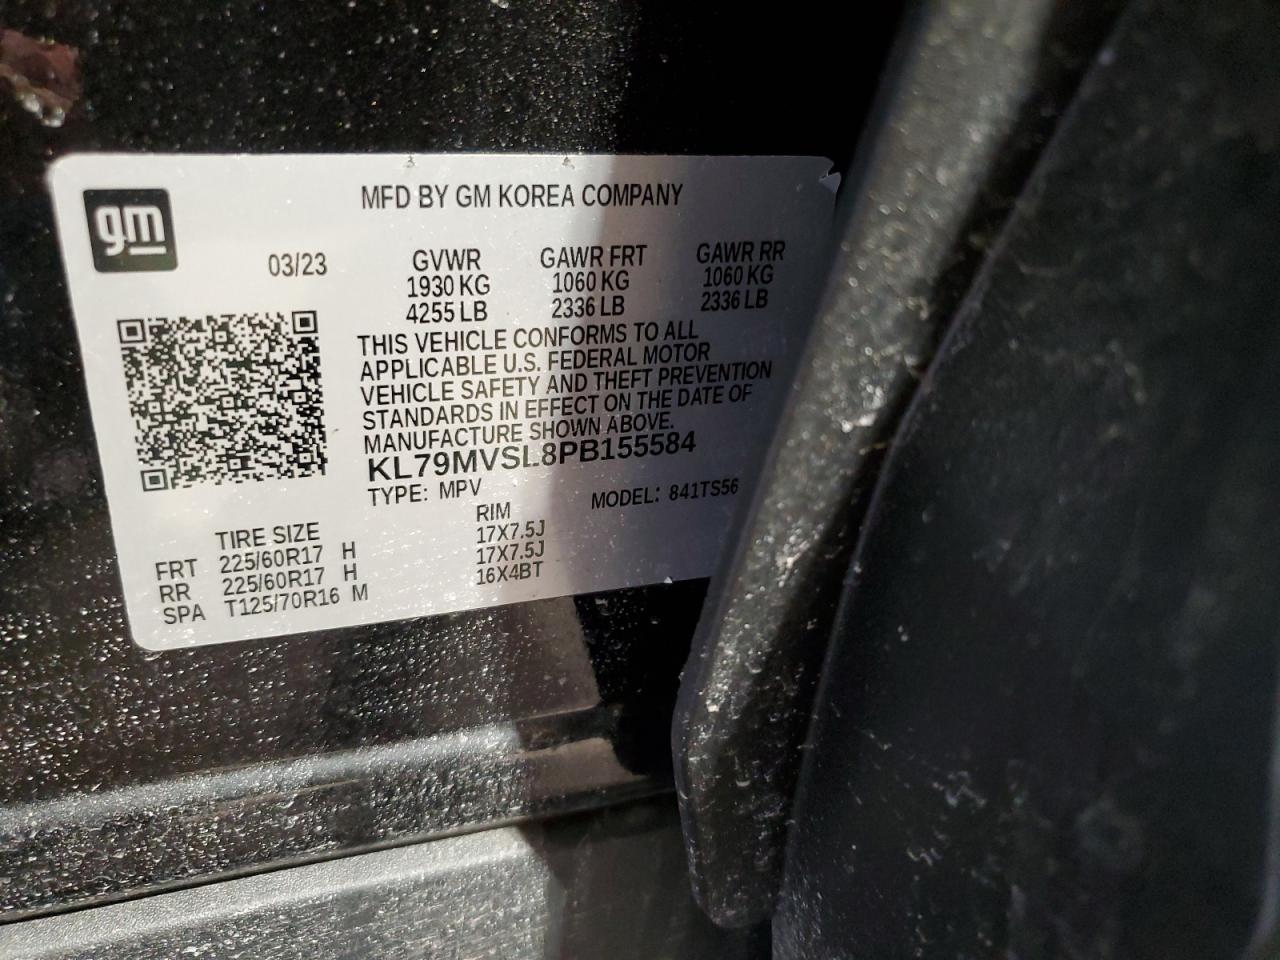 gm
MFD BY GM KOREA COMPANY
03/23
GVWR GAWR FRT GAWR RR
1930 KG 1060 KG 1060 KG
4255 LB 2336 LB 2336 LB
THIS VEHICLE CONFORMS TO ALL
APPLICABLE U.S. FEDERAL MOTOR
VEHICLE SAFETY AND THEFT PREVENTION
STANDARDS IN EFFECT ON THE DATE OF
MANUFACTURE SHOWN ABOVE.
KL79MVSL8PB155584
TYPE: MPV MODEL: 841TS56
TIRE SIZE RIM
FRT 225/60R17 H 17X7.5J
RR 225/60R17 H 17X7.5J
SPA T125/70R16 M 16X4BT